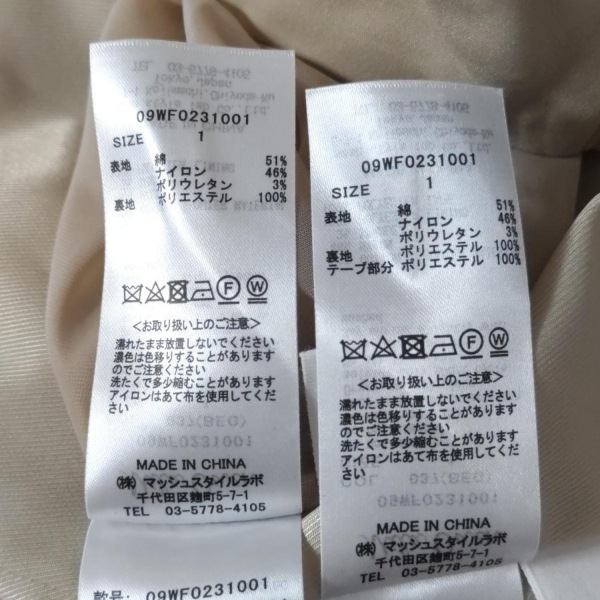 09WFO231001
SIZE 1
表地 綿 51%
ナイロン 46%
ポリウレタン 3%
裏地 ポリエステル 100%
<お取り扱い上のご注意>
濡れたまま放置しないでください
濃色は色移りすることがあります
のでご注意ください
洗たくで多少縮むことがあります
アイロンはあて布を使用してくだ
さい
MADE IN CHINA
㈱ マッシュスタイルラボ
千代田区麹町5-7-1
TEL 03-5778-4105
款号: 09WFO231001
09WFO231001
SIZE 1
表地 綿 51%
ナイロン 46%
ポリウレタン 3%
裏地 ポリエステル 100%
テープ部分 ポリエステル 100%
<お取り扱い上のご注意>
濡れたまま放置しないでください
濃色は色移りすることがあります
のでご注意ください
洗たくで多少縮むことがあります
アイロンはあて布を使用してくだ
さい
MADE IN CHINA
㈱ マッシュスタイルラボ
千代田区麹町5-7-1
TEL 03-5778-4105